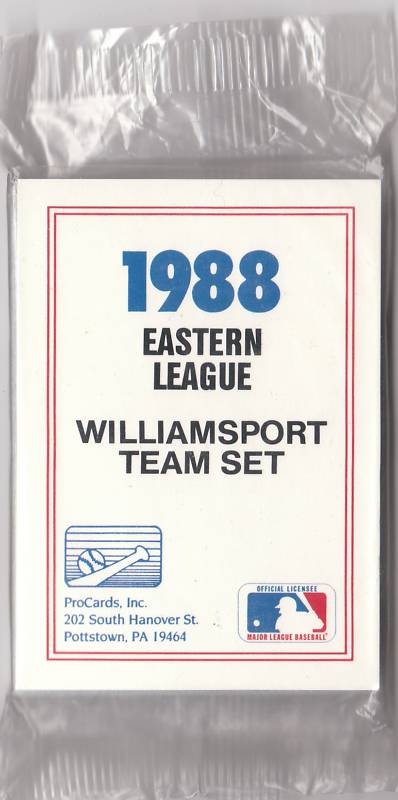 1988
EASTERN
LEAGUE
WILLIAMSPORT
TEAM SET
ProCards, Inc.
202 South Hanover St.
Pottstown, PA 19464
OFFICIAL LICENSEE
MAJOR LEAGUE BASEBALL